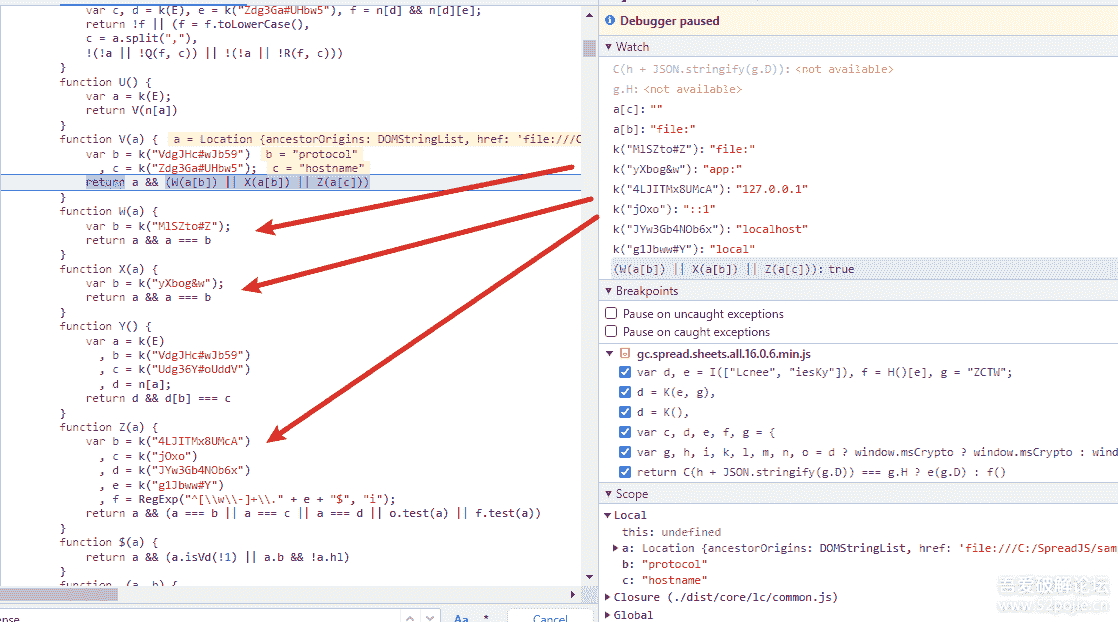 var c, d = k(E), e = k("Zdg3Ga#UHbw5"), f = n[d] && n[d][e];
return !f || (f = f.toLowerCase(),
c = a.split(","),
!(!a || !Q(f, c)) || !(!a || !R(f, c)))
}
function U() {
var a = k(E);
return V(n[a])
}
function V(a) { a = Location {ancestorOrigins: DOMStringList, href: 'file:///C
var b = k("VdgJHc#wJb59") b = "protocol"
, c = k("Zdg3Ga#UHbw5"); c = "hostname"
return a && (W(a[b]) || X(a[b]) || Z(a[c]))
}
function W(a) {
var b = k("MlSZto#Z");
return a && a === b
}
function X(a) {
var b = k("yXbog&w");
return a && a === b
}
function Y() {
var a = k(E)
, b = k("VdgJHc#wJb59")
, c = k("Udg36Y#oUddV")
, d = n[a];
return d && d[b] === c
}
function Z(a) {
var b = k("4LJITMx8UMcA")
, c = k("jOxo")
, d = k("JYw3Gb4NOb6x")
, e = k("glJbww#Y")
, f = RegExp("^[\\w\\-]+\\." + e + "$", "i");
return a && (a === b || a === c || a === d || o.test(a) || f.test(a))
}
function $(a) {
return a && (a.isVd(!1) || a.b && !a.hl)
}
function _(a, b) {
ense
Aa
.*
Cancel
Debugger paused
Watch
C(h + JSON.stringify(g.D)): <not available>
g.H: <not available>
a[c]: ""
a[b]: "file:"
k("MlSZto#Z"): "file:"
k("yXbog&w"): "app:"
k("4LJITMx8UMcA"): "127.0.0.1"
k("jOxo"): "::1"
k("JYw3Gb4NOb6x"): "localhost"
k("glJbww#Y"): "local"
(W(a[b]) || X(a[b]) || Z(a[c])): true
Breakpoints
Pause on uncaught exceptions
Pause on caught exceptions
gc.spread.sheets.all.16.0.6.min.js
var d, e = I(["Lcnee", "iesKy"]), f = H()[e], g = "ZCTW";
d = K(e, g),
d = K(),
var c, d, e, f, g = {
var g, h, i, k, l, m, n, o = d ? window.msCrypto ? window.msCrypto : wind
return C(h + JSON.stringify(g.D)) === g.H ? e(g.D) : f()
Scope
Local
this: undefined
a: Location {ancestorOrigins: DOMStringList, href: 'file:///C:/SpreadJS/sam
b: "protocol"
c: "hostname"
Closure (./dist/core/lc/common.js)
Global
吾爱破解论坛
www.52pojie.cn